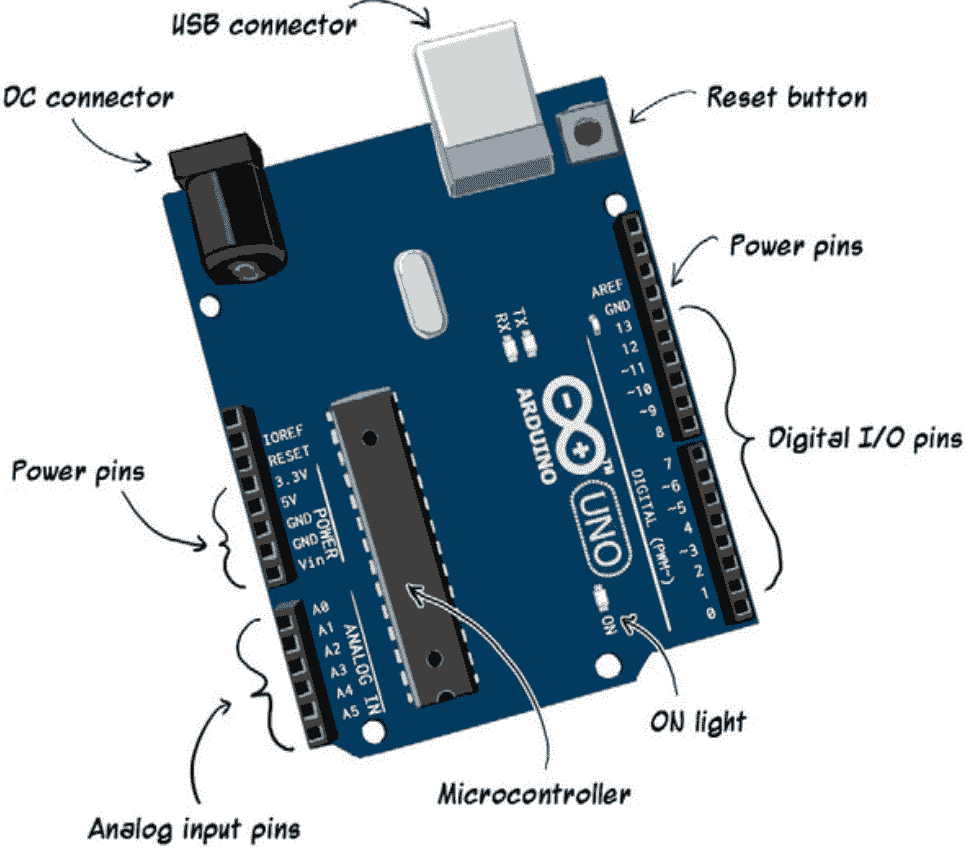 USB connector
DC connector
Reset button
Power pins
AREF
GND
13
12
~11
~10
~9
8
7
~6
~5
4
~3
2
1
0
Digital I/O pins
TX
RX
ARDUINO
TM
UNO
DIGITAL (PWM~)
ON
ON light
Power pins
IOREF
RESET
3.3V
5V
GND
GND
Vin
POWER
A0
A1
A2
A3
A4
A5
ANALOG IN
Analog input pins
Microcontroller